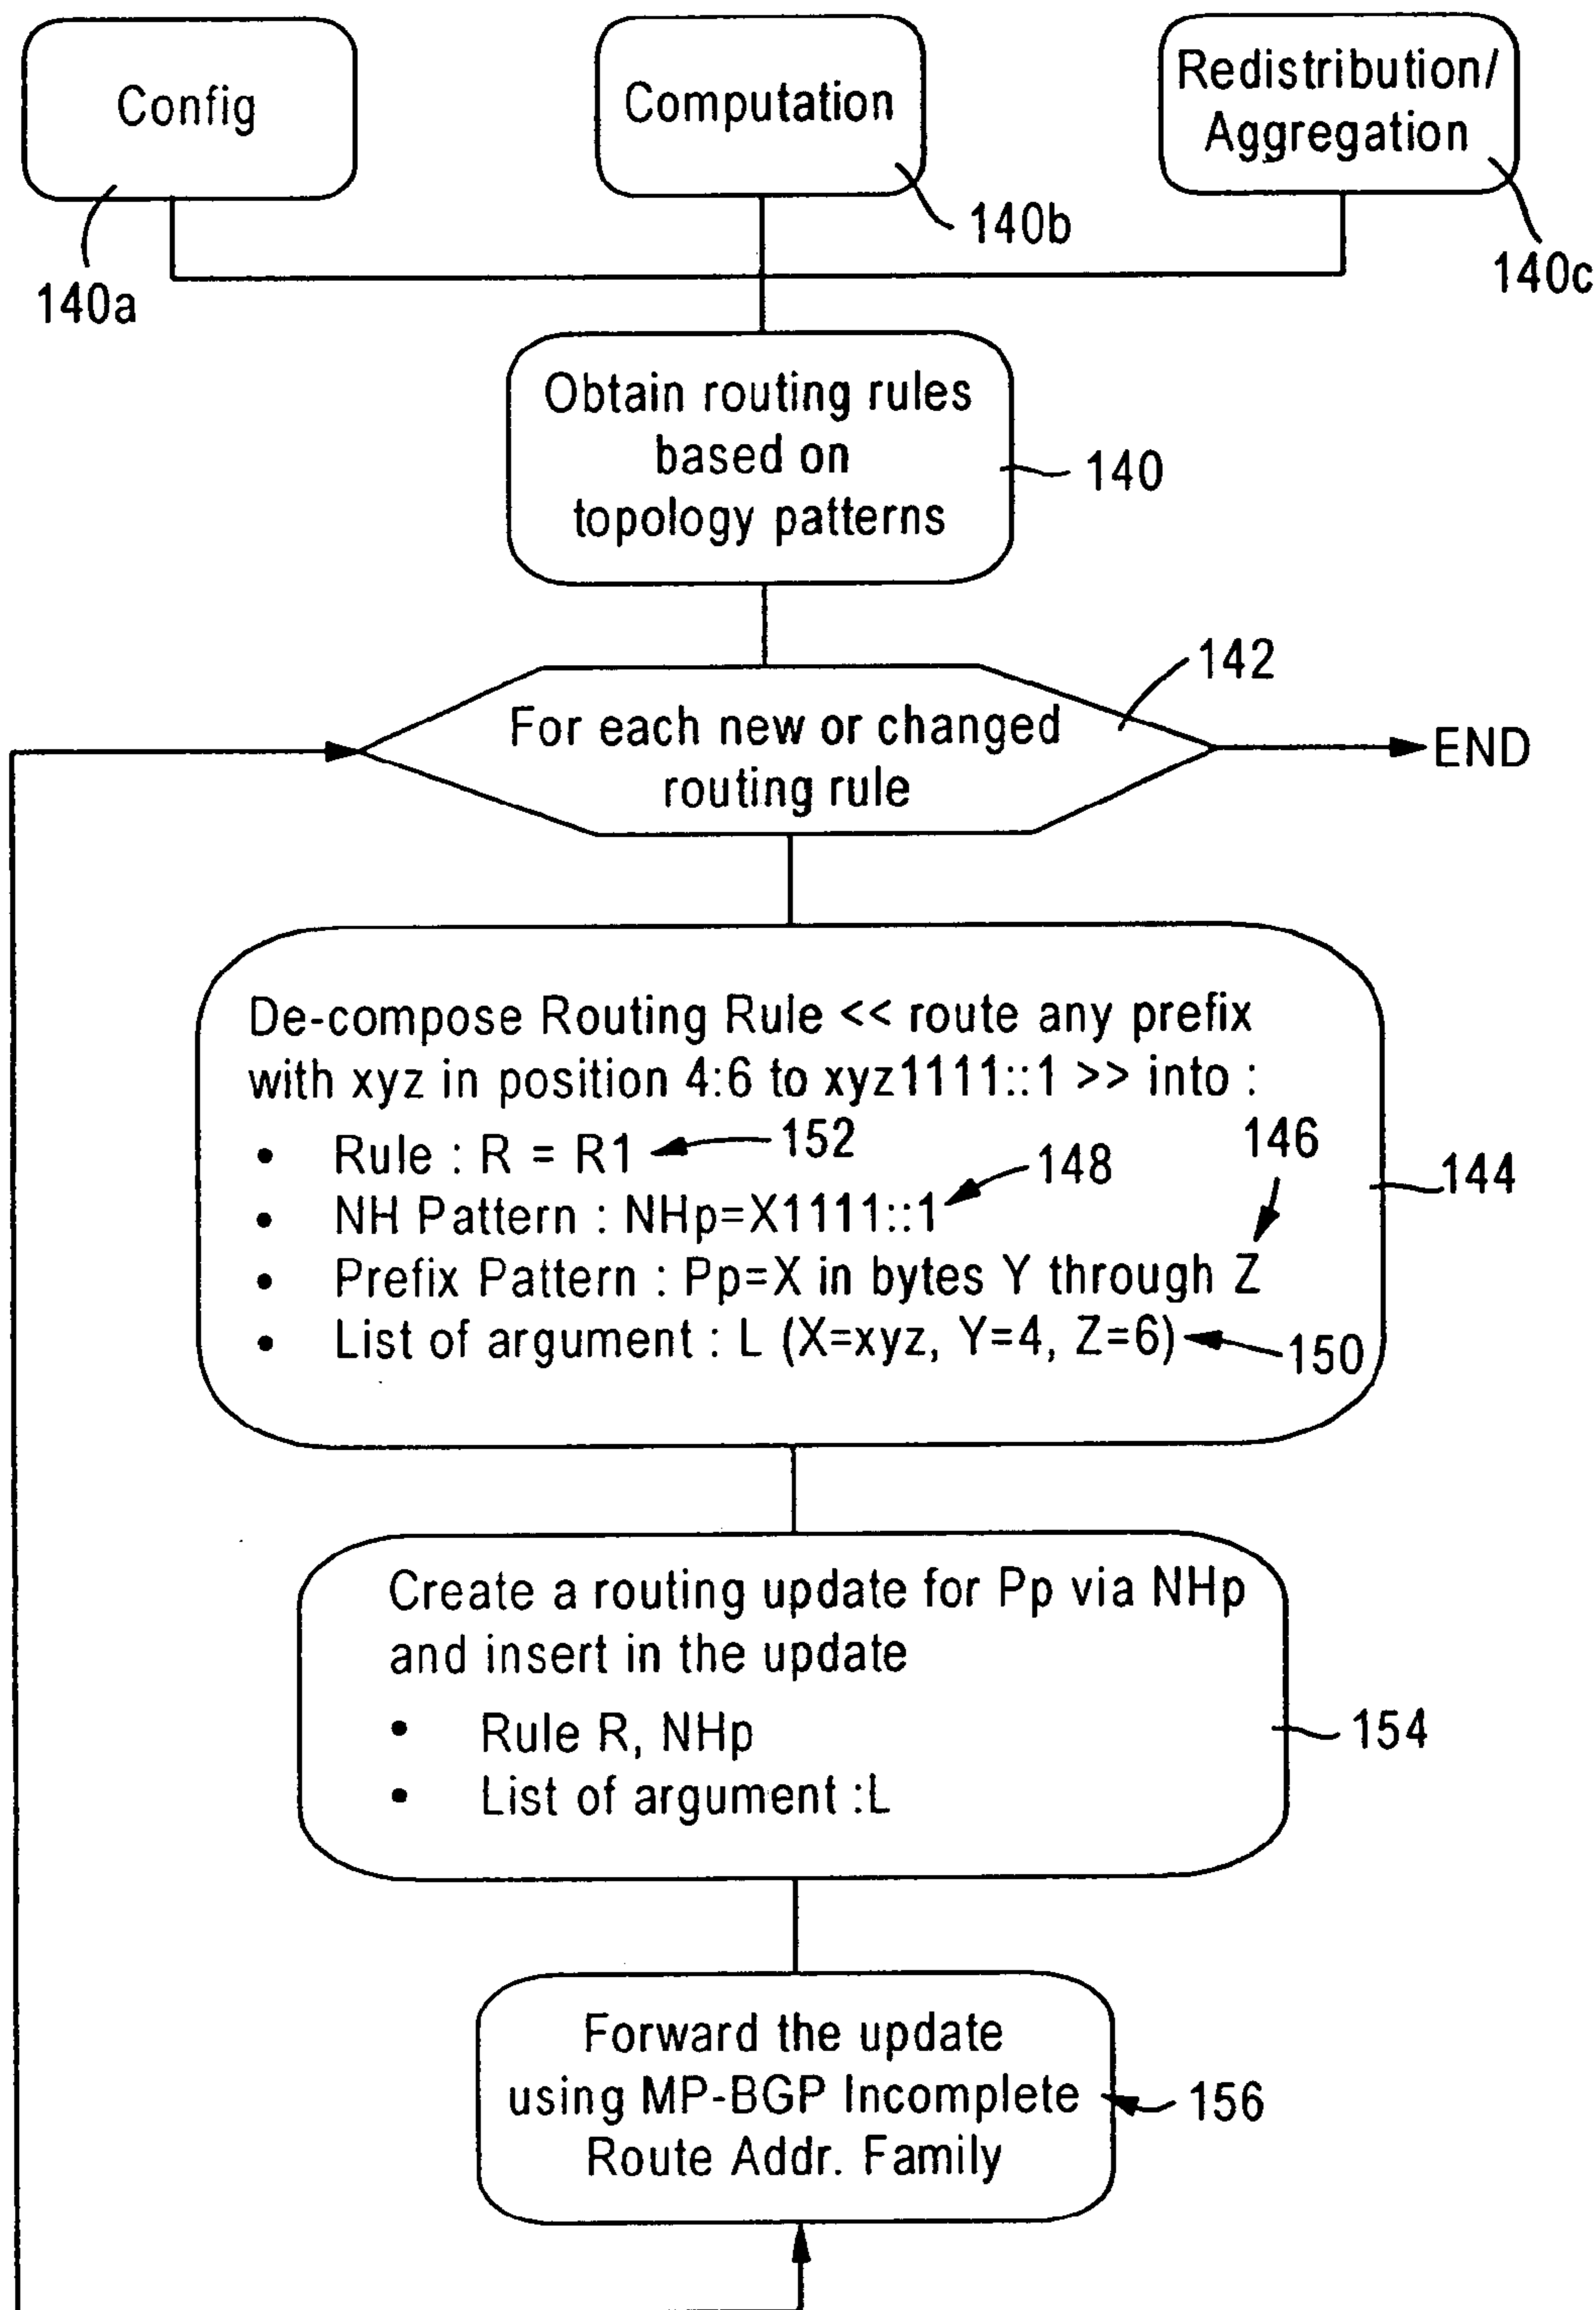 Config
Computation
Redistribution/
Aggregation
140a
140b
140c
Obtain routing rules
based on
topology patterns
140
142
For each new or changed
routing rule
END
De-compose Routing Rule << route any prefix
with xyz in position 4:6 to xyz1111::1 >> into :
• Rule : R = R1
152
146
• NH Pattern : NHp=X1111::1
148
144
• Prefix Pattern : Pp=X in bytes Y through Z
• List of argument : L (X=xyz, Y=4, Z=6)
150
Create a routing update for Pp via NHp
and insert in the update
• Rule R, NHp
154
• List of argument :L
Forward the update
using MP-BGP Incomplete
156
Route Addr. Family